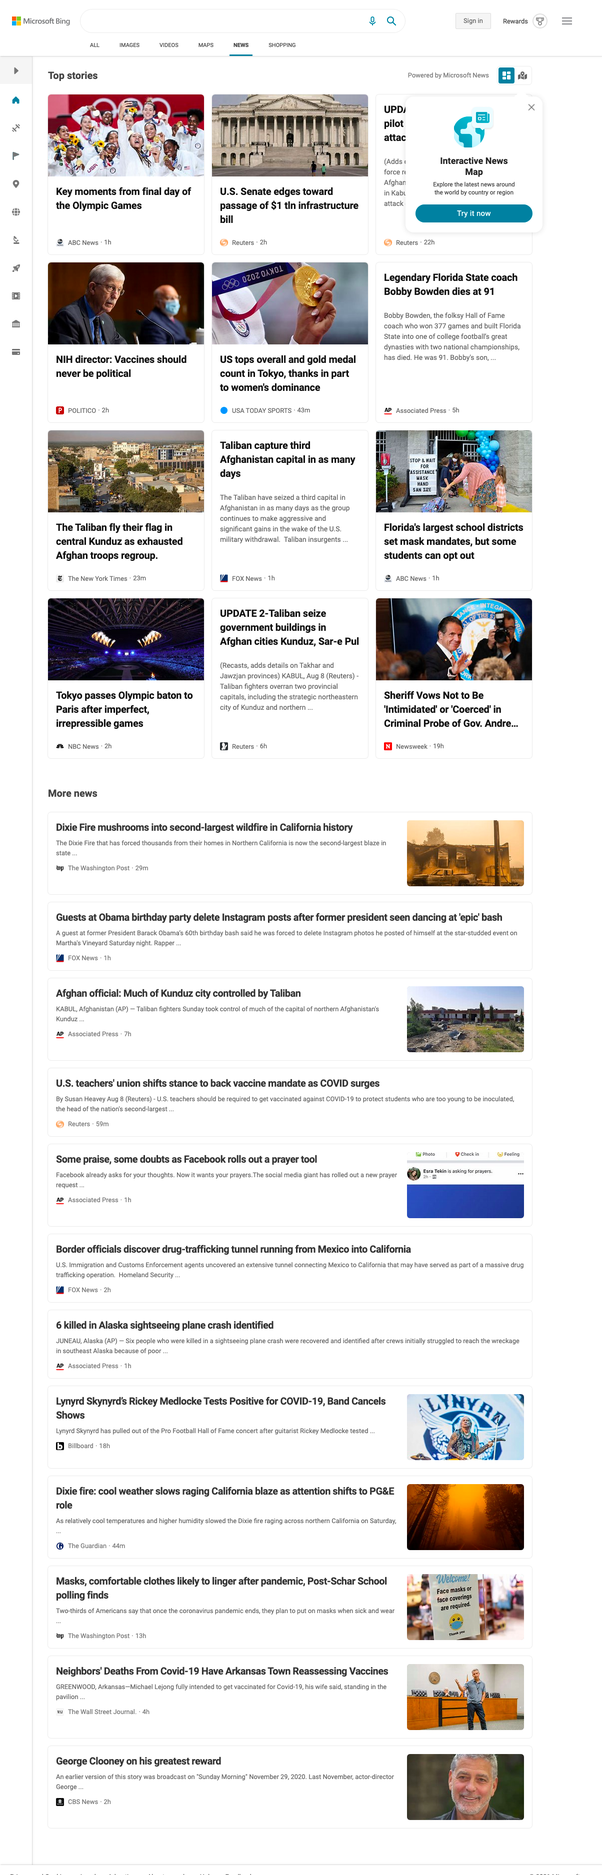 Microsoft Bing
Sign in
Rewards
ALL
IMAGES
VIDEOS
MAPS
NEWS
SHOPPING
Top stories
Powered by Microsoft News
Key moments from final day of
the Olympic Games
ABC News · 1h
U.S. Senate edges toward
passage of $1 tln infrastructure
bill
Reuters · 2h
pilot
attac
(Adds
force
Afghan
in Kabu
attack
Reuters · 22h
Interactive News
Map
Explore the latest news around
the world by country or region
Try it now
NIH director: Vaccines should
never be political
POLITICO · 2h
TOKYO 2020
US tops overall and gold medal
count in Tokyo, thanks in part
to women's dominance
USA TODAY SPORTS · 43m
Legendary Florida State coach
Bobby Bowden dies at 91
Bobby Bowden, the folksy Hall of Fame
coach who won 377 games and built Florida
State into one of college football's great
dynasties with two national championships,
has died. He was 91. Bobby's son, ...
AP Associated Press · 5h
The Taliban fly their flag in
central Kunduz as exhausted
Afghan troops regroup.
The New York Times · 23m
Taliban capture third
Afghanistan capital in as many
days
The Taliban have seized a third capital in
Afghanistan in as many days as the group
continues to make aggressive and
significant gains in the wake of the U.S.
military withdrawal. Taliban insurgents ...
FOX News · 1h
STOP & WAIT
FOR
ASSISTANCE
MASK
HAND
SAN SIZE
Florida's largest school districts
set mask mandates, but some
students can opt out
ABC News · 1h
Tokyo passes Olympic baton to
Paris after imperfect,
irrepressible games
NBC News · 2h
UPDATE 2-Taliban seize
government buildings in
Afghan cities Kunduz, Sar-e Pul
(Recasts, adds details on Takhar and
Jawzjan provinces) KABUL, Aug 8 (Reuters) -
Taliban fighters overran two provincial
capitals, including the strategic northeastern
city of Kunduz and northern ...
Reuters · 6h
Sheriff Vows Not to Be
'Intimidated' or 'Coerced' in
Criminal Probe of Gov. Andre...
N Newsweek · 19h
More news
Dixie Fire mushrooms into second-largest wildfire in California history
The Dixie Fire that has forced thousands from their homes in Northern California is now the second-largest blaze in
state ...
wp The Washington Post · 29m
Guests at Obama birthday party delete Instagram posts after former president seen dancing at 'epic' bash
A guest at former President Barack Obama's 60th birthday bash said he was forced to delete Instagram photos he posted of himself at the star-studded event on
Martha's Vineyard Saturday night. Rapper ...
FOX News · 1h
Afghan official: Much of Kunduz city controlled by Taliban
KABUL, Afghanistan (AP) — Taliban fighters Sunday took control of much of the capital of northern Afghanistan's
Kunduz ...
AP Associated Press · 7h
U.S. teachers' union shifts stance to back vaccine mandate as COVID surges
By Susan Heavey Aug 8 (Reuters) - U.S. teachers should be required to get vaccinated against COVID-19 to protect students who are too young to be inoculated,
the head of the nation's second-largest ...
Reuters · 59m
Some praise, some doubts as Facebook rolls out a prayer tool
Facebook already asks for your thoughts. Now it wants your prayers.The social media giant has rolled out a new prayer
request ...
AP Associated Press · 1h
Photo
Check in
Feeling
Esra Tekin is asking for prayers.
Border officials discover drug-trafficking tunnel running from Mexico into California
U.S. Immigration and Customs Enforcement agents uncovered an extensive tunnel connecting Mexico to California that may have served as part of a massive drug
trafficking operation. Homeland Security ...
FOX News · 2h
6 killed in Alaska sightseeing plane crash identified
JUNEAU, Alaska (AP) — Six people who were killed in a sightseeing plane crash were recovered and identified after crews initially struggled to reach the wreckage
in southeast Alaska because of poor ...
AP Associated Press · 1h
Lynyrd Skynyrd's Rickey Medlocke Tests Positive for COVID-19, Band Cancels
Shows
Lynyrd Skynyrd has pulled out of the Pro Football Hall of Fame concert after guitarist Rickey Medlocke tested ...
Billboard · 18h
LYNYRD
Dixie fire: cool weather slows raging California blaze as attention shifts to PG&E
role
As relatively cool temperatures and higher humidity slowed the Dixie fire raging across northern California on Saturday,
...
The Guardian · 44m
Masks, comfortable clothes likely to linger after pandemic, Post-Schar School
polling finds
Two-thirds of Americans say that once the coronavirus pandemic ends, they plan to put on masks when sick and wear
...
wp The Washington Post · 13h
Welcome!
Face masks or
face coverings
are required.
Thank you
Neighbors' Deaths From Covid-19 Have Arkansas Town Reassessing Vaccines
GREENWOOD, Arkansas—Michael Lejong fully intended to get vaccinated for Covid-19, his wife said, standing in the
pavilion ...
The Wall Street Journal. · 4h
George Clooney on his greatest reward
An earlier version of this story was broadcast on "Sunday Morning" November 29, 2020. Last November, actor-director
George ...
CBS News · 2h